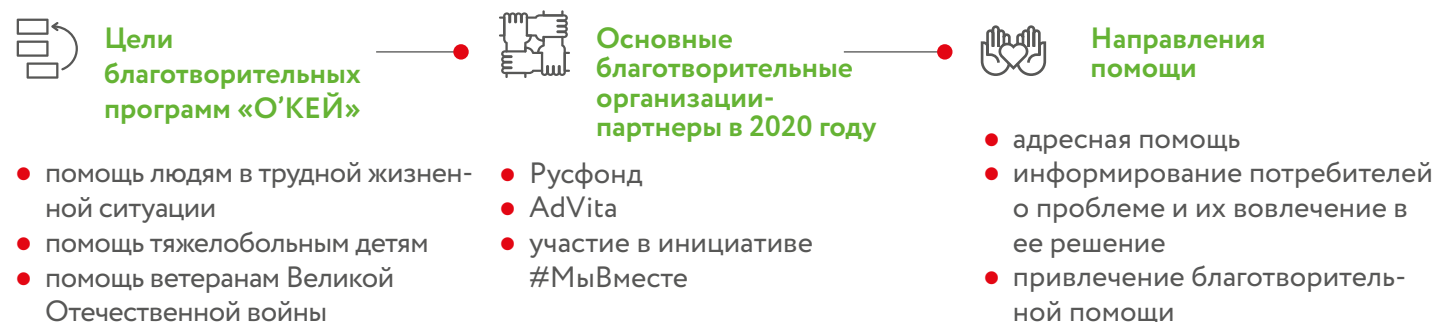 Цели
благотворительных
программ «О’КЕЙ»
помощь людям в трудной жизнен-
ной ситуации
помощь тяжелобольным детям
помощь ветеранам Великой
Отечественной войны
Основные
благотворительные
организации-
партнеры в 2020 году
Русфонд
AdVita
участие в инициативе
#МыВместе
Направления
помощи
адресная помощь
информирование потребителей
о проблеме и их вовлечение в
ее решение
привлечение благотворитель-
ной помощи